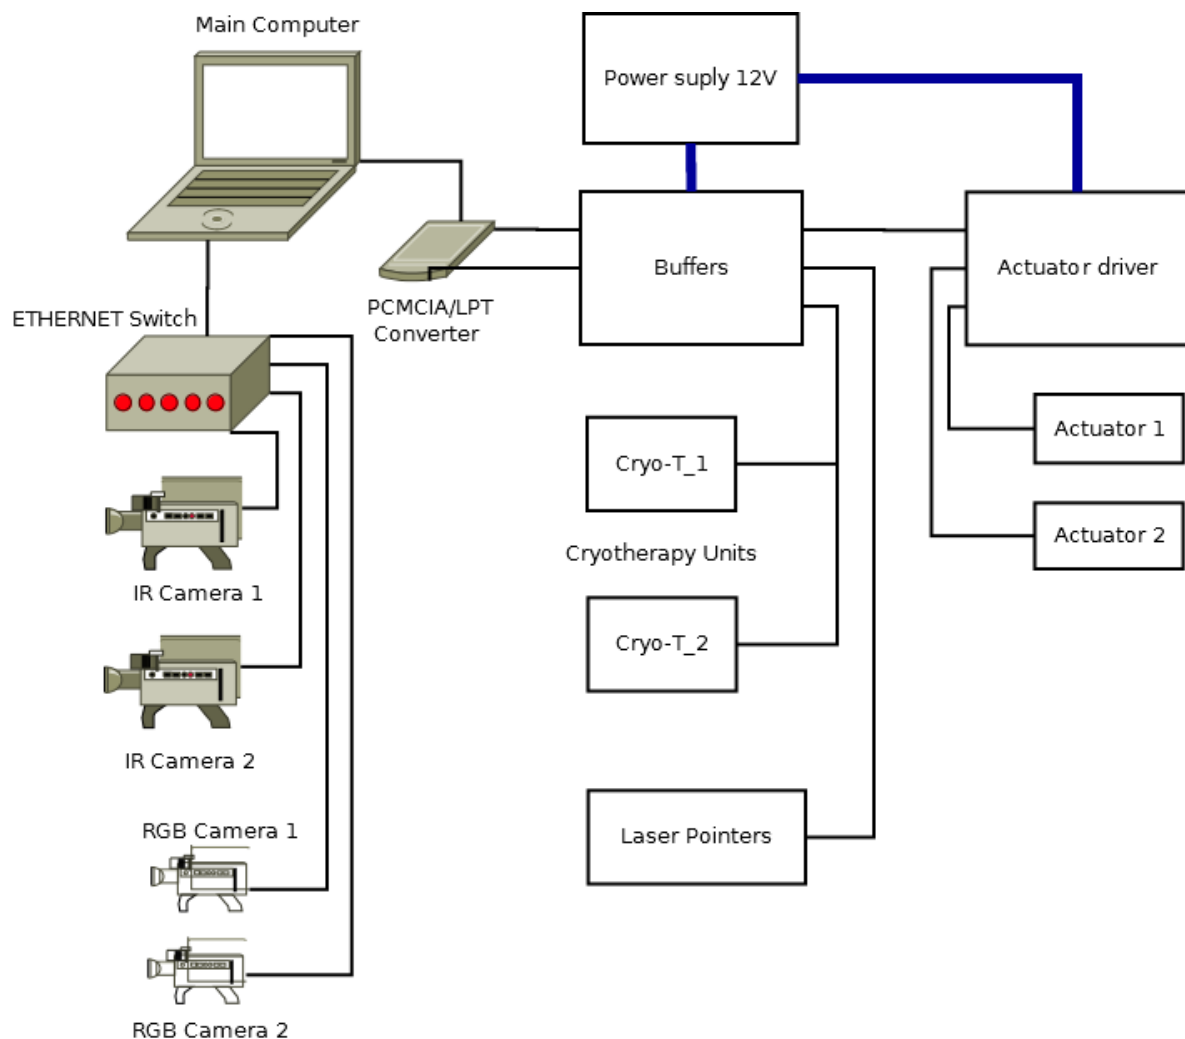 Main Computer
Power suply 12V
Buffers
Actuator driver
PCMCIA/LPT
Converter
ETHERNET Switch
Actuator 1
Cryo-T_1
Actuator 2
Cryotherapy Units
IR Camera 1
Cryo-T_2
IR Camera 2
RGB Camera 1
Laser Pointers
RGB Camera 2